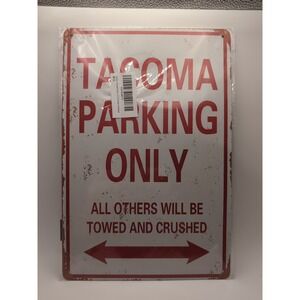 TACOMA
PARKING
ONLY
ALL OTHERS WILL BE
TOWED AND CRUSHED